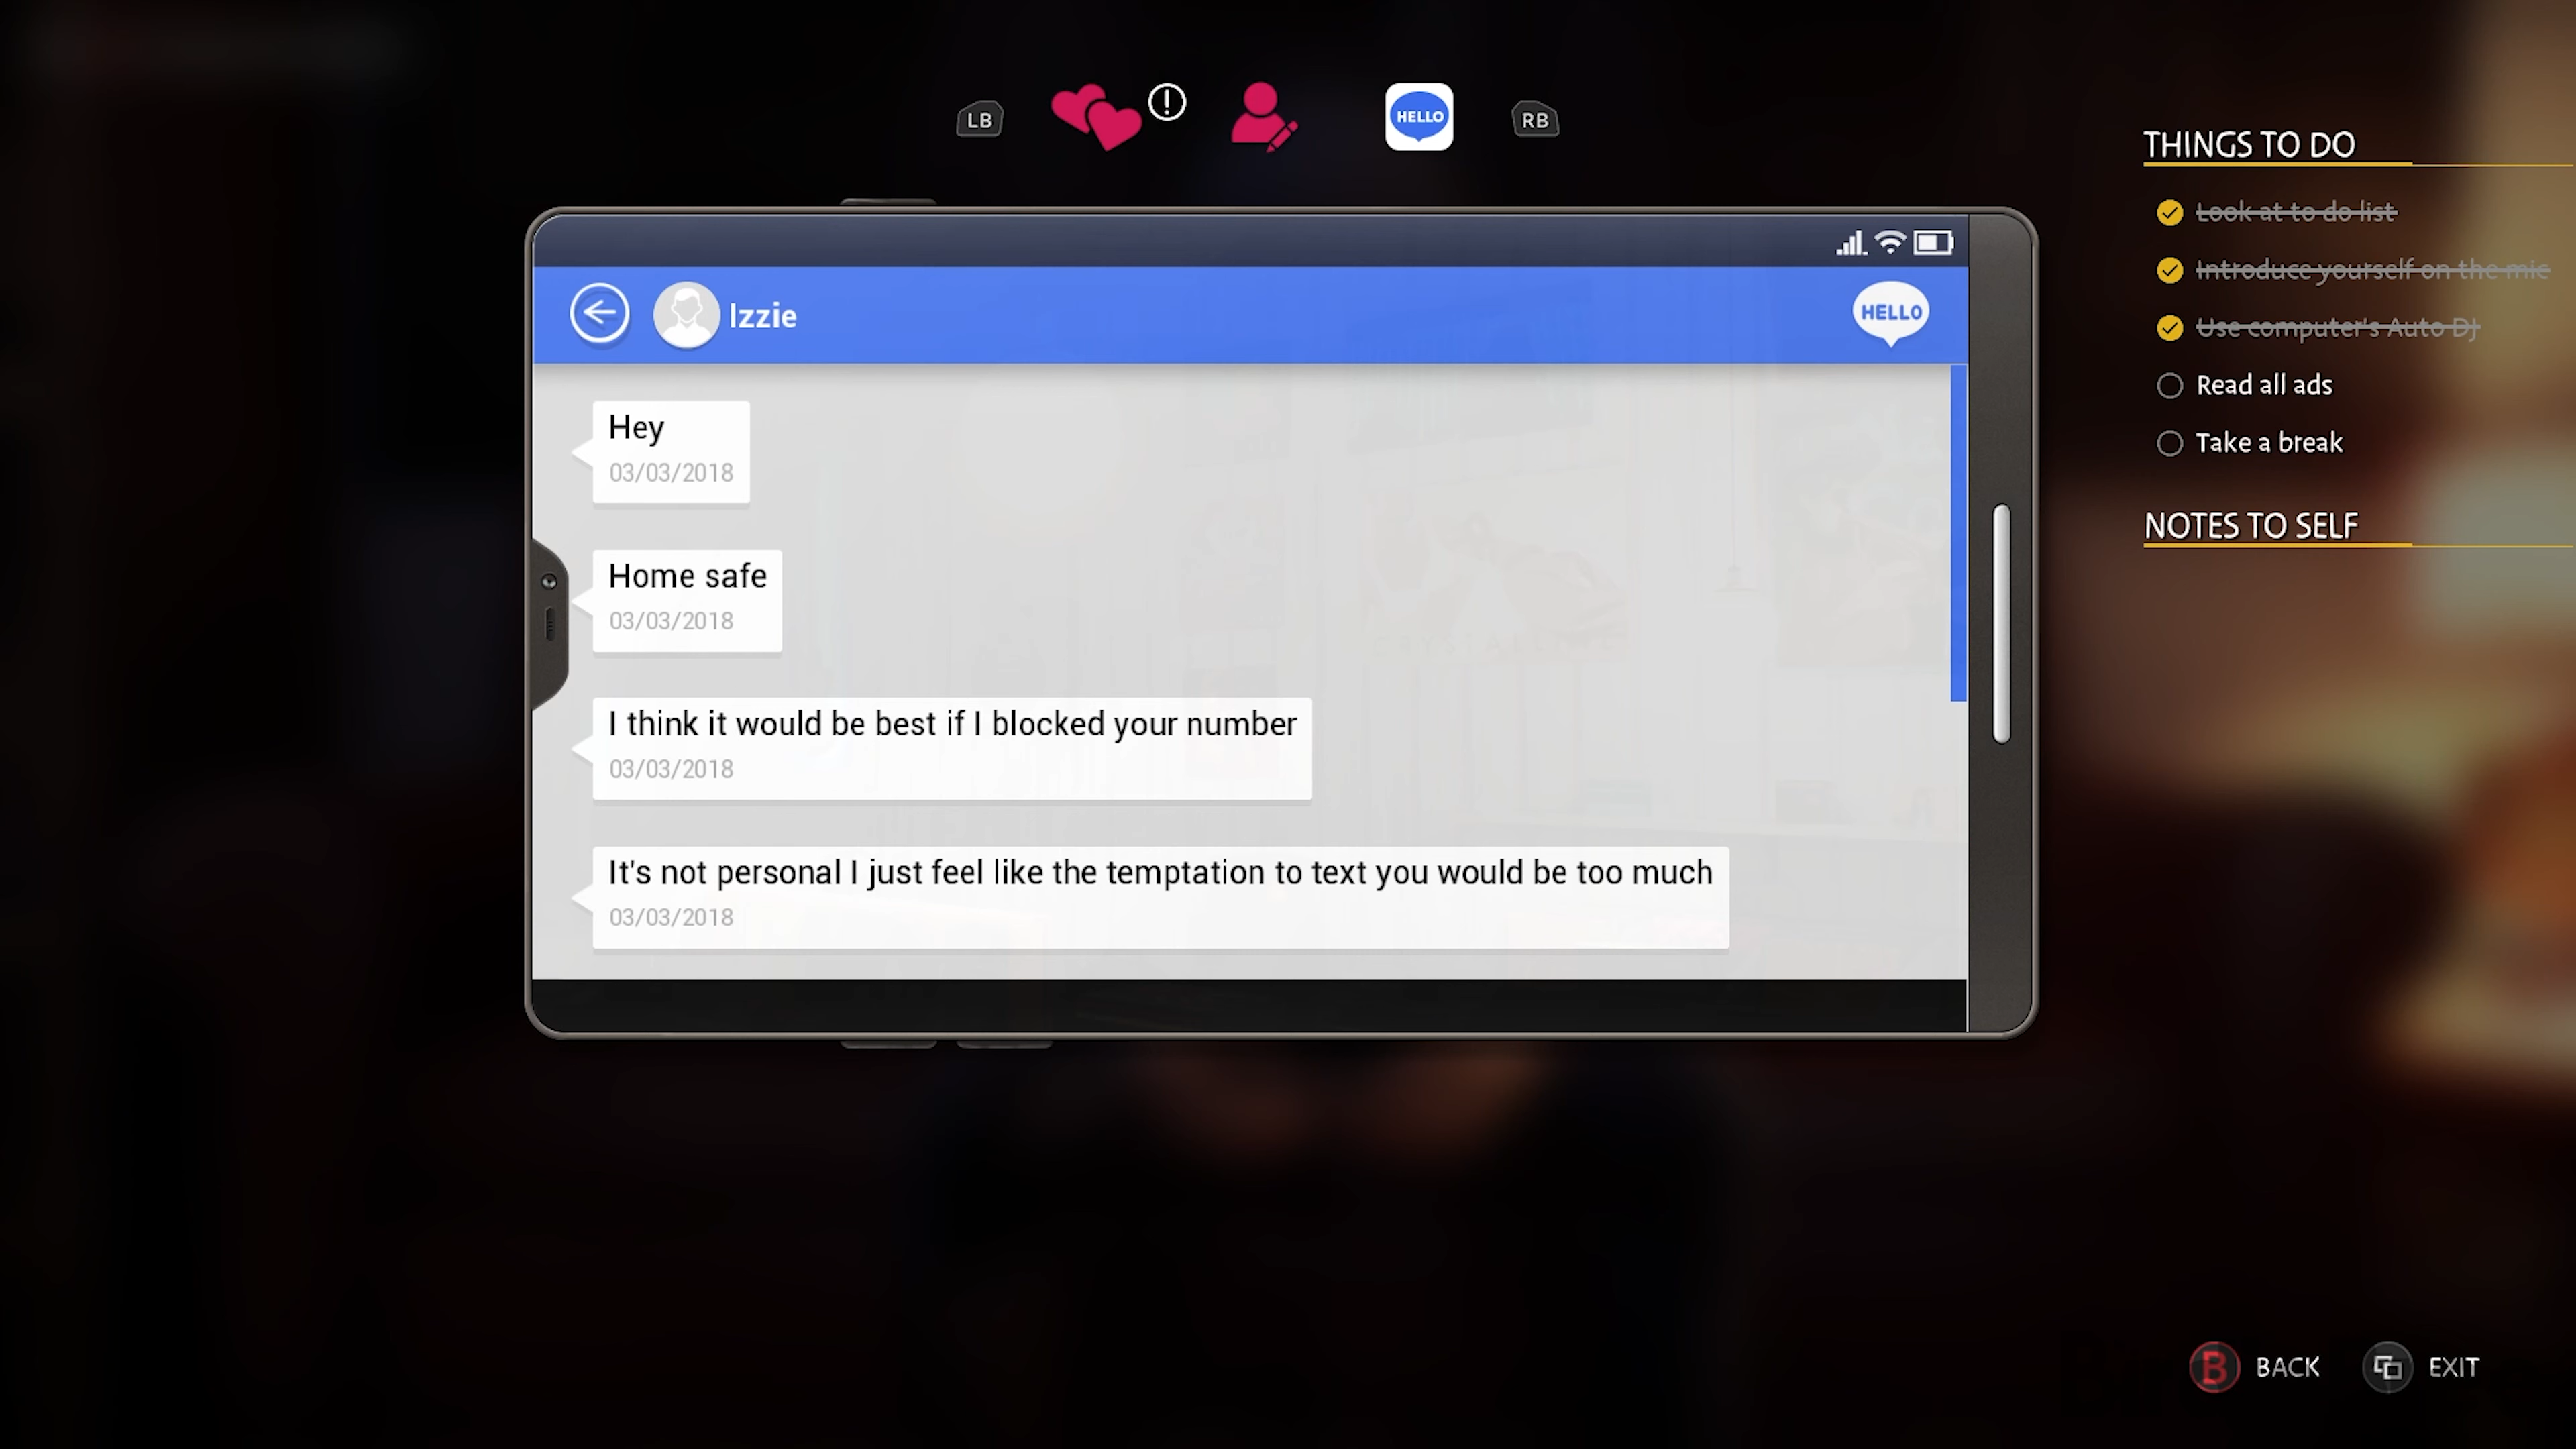 LB
HELLO
RB
THINGS TO DO
Look at to do list
Introduce yourself on the mic
Use computer's Auto DJ
Read all ads
Take a break
NOTES TO SELF
Izzie
HELLO
Hey
03/03/2018
Home safe
03/03/2018
I think it would be best if I blocked your number
03/03/2018
It's not personal I just feel like the temptation to text you would be too much
03/03/2018
B BACK
EXIT